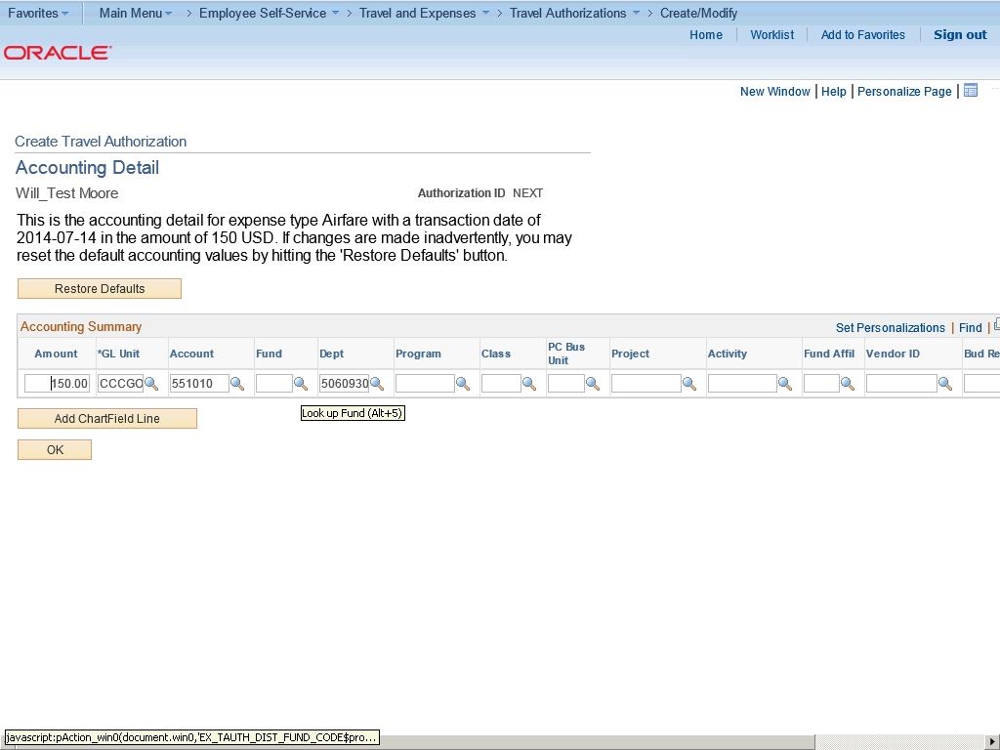 Favorites Main Menu > Employee Self-Service > Travel and Expenses > Travel Authorizations > Create/Modify
Home Worklist Add to Favorites Sign out
ORACLE
New Window | Help | Personalize Page |
Create Travel Authorization
Accounting Detail
Will_Test Moore Authorization ID NEXT
This is the accounting detail for expense type Airfare with a transaction date of
2014-07-14 in the amount of 150 USD. If changes are made inadvertently, you may
reset the default accounting values by hitting the 'Restore Defaults' button.
Restore Defaults
Accounting Summary Set Personalizations | Find |
Amount *GL Unit Account Fund Dept Program Class PC Bus Unit Project Activity Fund Affil Vendor ID Bud Re
150.00 CCCGO 551010 5060930
Look up Fund (Alt+5)
Add ChartField Line
OK
javascript:pAction_win0(document.win0,'EX_TAUTH_DIST_FUND_CODE$pro...